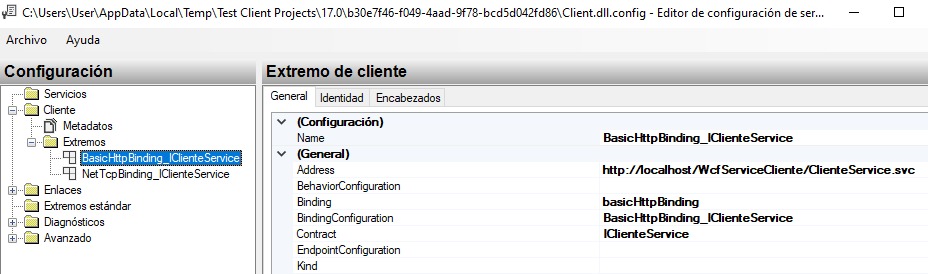 C:\Users\User\AppData\Local\Temp\Test Client Projects\17.0\b30e7f46-f049-4aad-9f78-bcd5d042fd86\Client.dll.config - Editor de configuración de ser...
Archivo Ayuda
Configuración
Servicios
Cliente
Metadatos
Extremos
BasicHttpBinding_IClienteService
NetTcpBinding_IClienteService
Enlaces
Extremos estándar
Diagnósticos
Avanzado
Extremo de cliente
General Identidad Encabezados
(Configuración)
Name BasicHttpBinding_IClienteService
(General)
Address http://localhost/WcfServiceCliente/ClienteService.svc
BehaviorConfiguration
Binding basicHttpBinding
BindingConfiguration BasicHttpBinding_IClienteService
Contract IClienteService
EndpointConfiguration
Kind